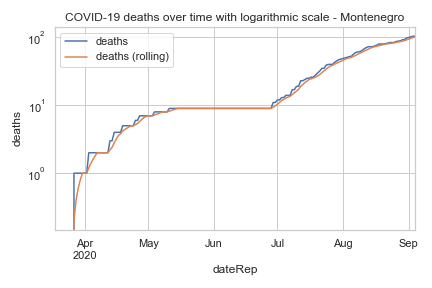 COVID-19 deaths over time with logarithmic scale - Montenegro
deaths
deaths (rolling)
10²
10¹
10⁰
deaths
Apr
2020
May
Jun
Jul
Aug
Sep
dateRep